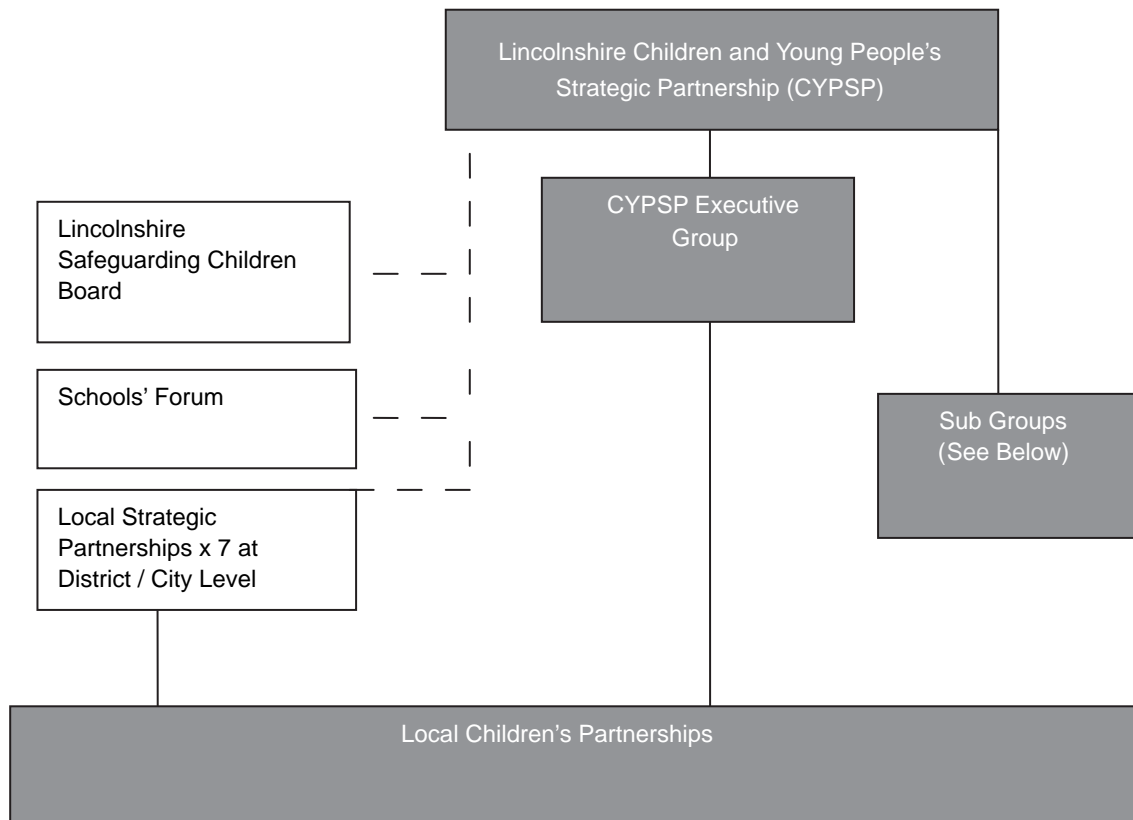 Lincolnshire Children and Young People’s
Strategic Partnership (CYPSP)
CYPSP Executive
Group
Lincolnshire
Safeguarding Children
Board
Schools’ Forum
Sub Groups
(See Below)
Local Strategic
Partnerships x 7 at
District / City Level
Local Children’s Partnerships